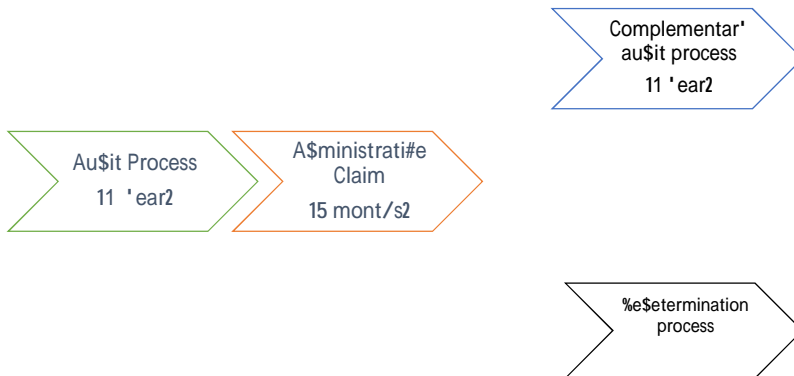 Complementar'
au$it process
11 'ear2
Au$it Process
11 'ear2
A$ministrati#e
Claim
15 mont/s2
%e$etermination
process